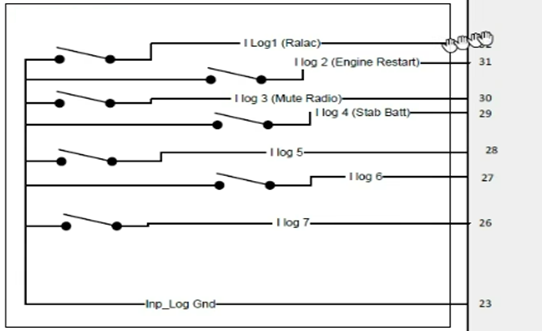 I Log1 (Ralac)
I log 2 (Engine Restart) 31
I log 3 (Mute Radio) 30
I log 4 (Stab Batt) 29
I log 5 28
I log 6 27
I log 7 26
Inp_Log Gnd 23